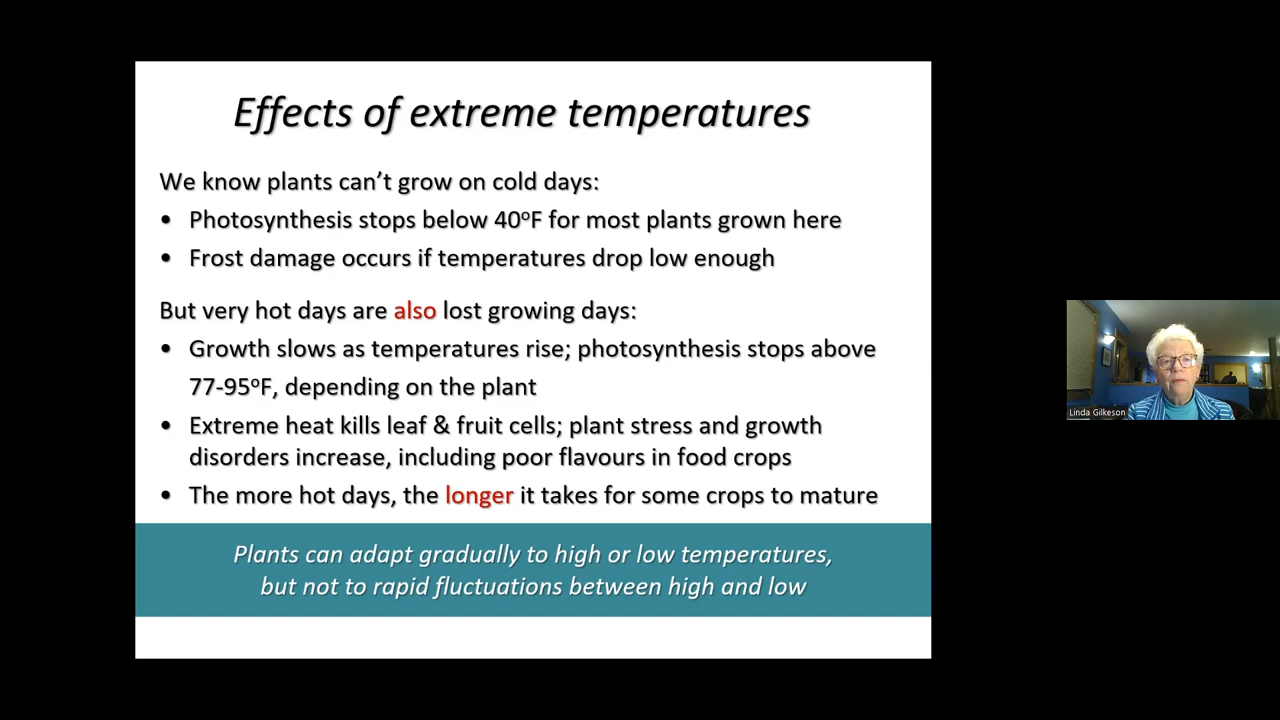 Effects of extreme temperatures
We know plants can’t grow on cold days:
• Photosynthesis stops below 40ºF for most plants grown here
• Frost damage occurs if temperatures drop low enough
But very hot days are also lost growing days:
• Growth slows as temperatures rise; photosynthesis stops above
77-95ºF, depending on the plant
• Extreme heat kills leaf & fruit cells; plant stress and growth
disorders increase, including poor flavours in food crops
• The more hot days, the longer it takes for some crops to mature
Plants can adapt gradually to high or low temperatures,
but not to rapid fluctuations between high and low
Linda Gilkeson